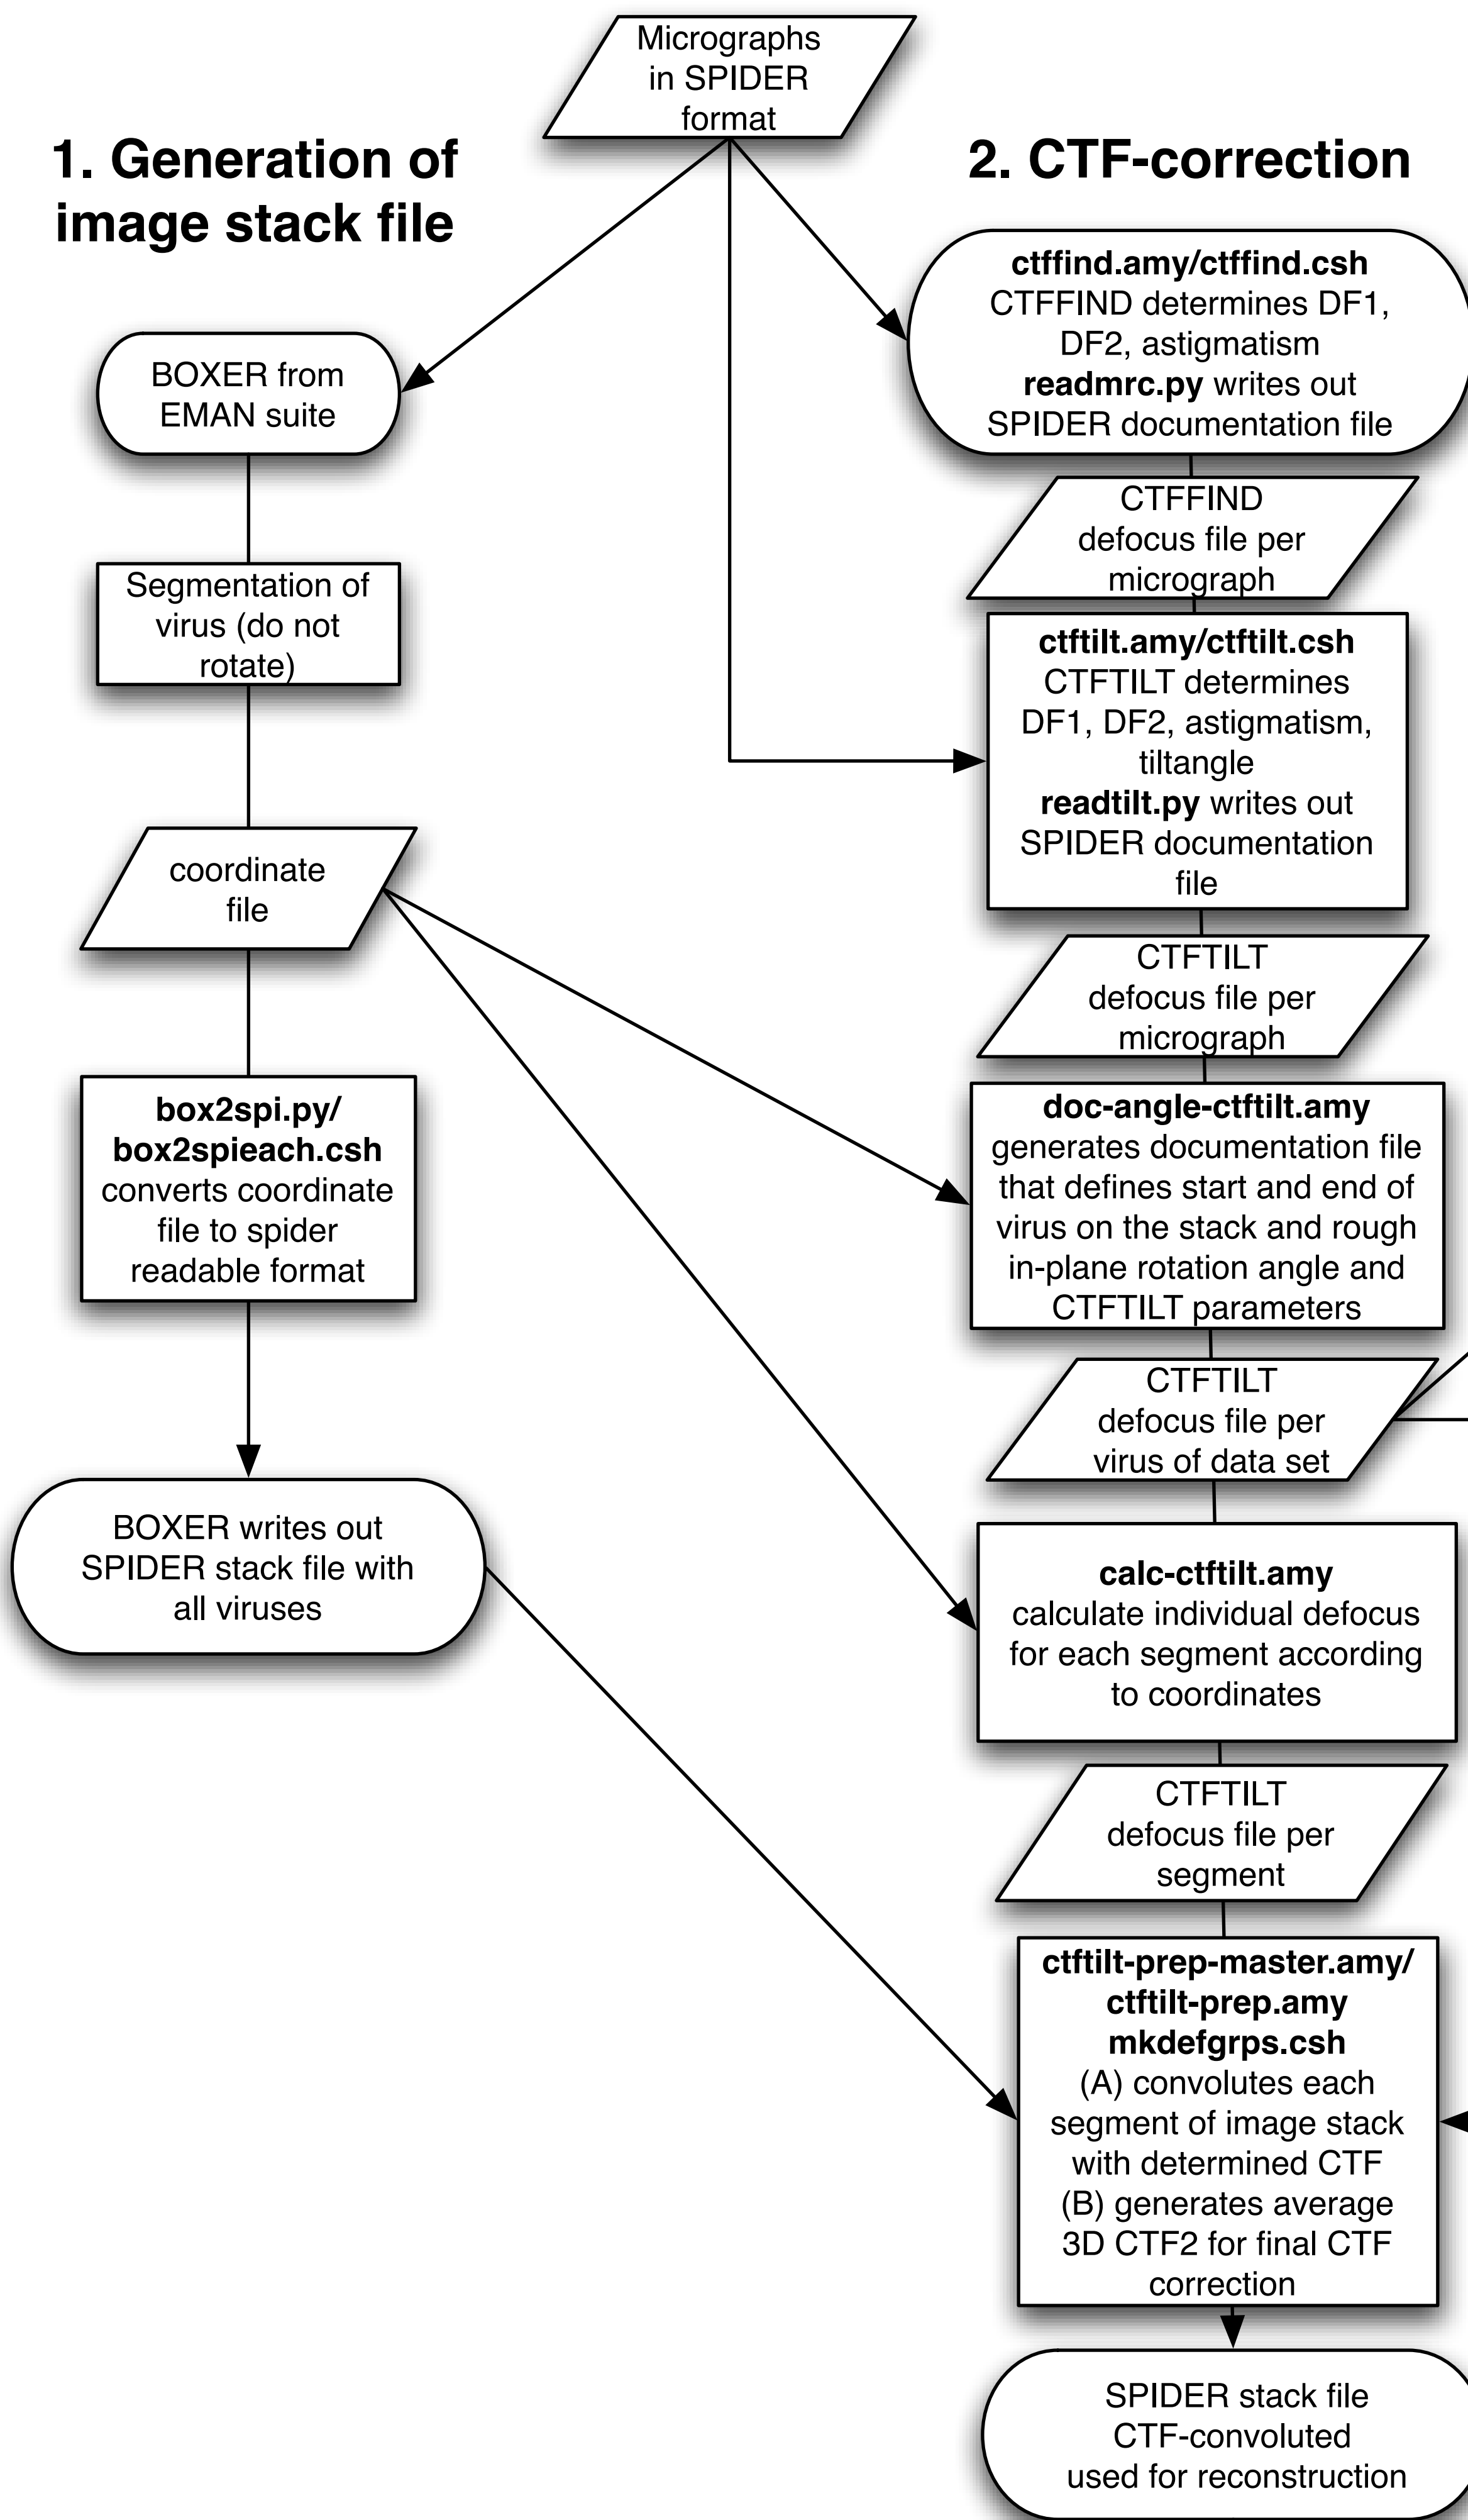 Micrographs
in SPIDER
format
1. Generation of
image stack file
BOXER from
EMAN suite
Segmentation of
virus (do not
rotate)
coordinate
file
box2spi.py/
box2spieach.csh
converts coordinate
file to spider
readable format
BOXER writes out
SPIDER stack file with
all viruses
2. CTF-correction
ctffind.amy/ctffind.csh
CTFFIND determines DF1,
DF2, astigmatism
readmrc.py writes out
SPIDER documentation file
CTFFIND
defocus file per
micrograph
ctftilt.amy/ctftilt.csh
CTFTILT determines
DF1, DF2, astigmatism,
tiltangle
readtilt.py writes out
SPIDER documentation
file
CTFTILT
defocus file per
micrograph
doc-angle-ctftilt.amy
generates documentation file
that defines start and end of
virus on the stack and rough
in-plane rotation angle and
CTFTILT parameters
CTFTILT
defocus file per
virus of data set
calc-ctftilt.amy
calculate individual defocus
for each segment according
to coordinates
CTFTILT
defocus file per
segment
ctftilt-prep-master.amy/
ctftilt-prep.amy
mkdefgrps.csh
(A) convolutes each
segment of image stack
with determined CTF
(B) generates average
3D CTF2 for final CTF
correction
SPIDER stack file
CTF-convoluted
used for reconstruction